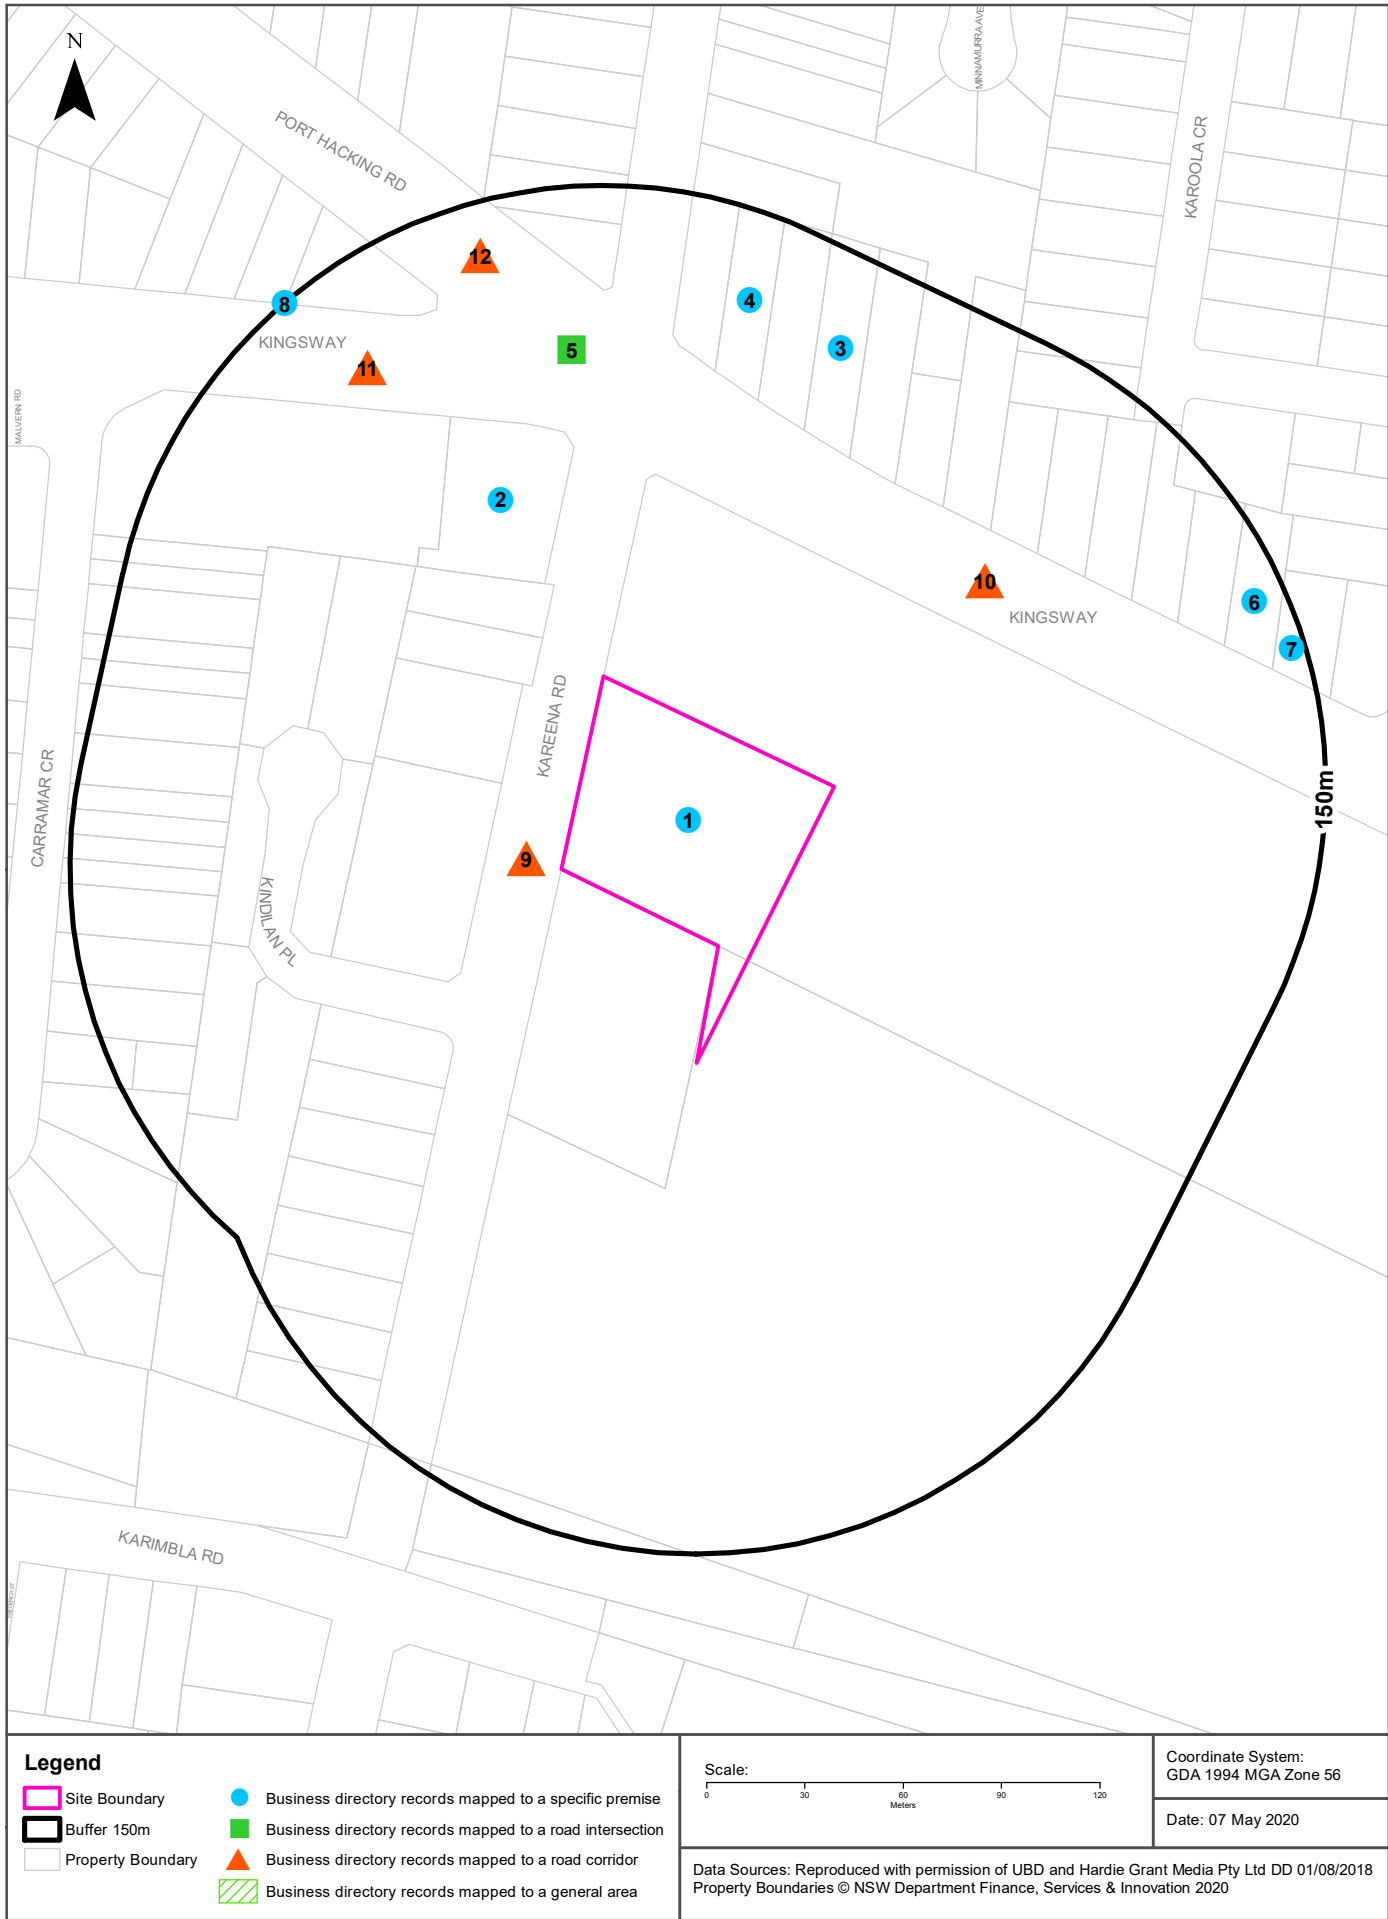 N
MINNAMURRA AVE
PORT HACKING RD
KAROOLA CR
12
8
4
KINGSWAY
5
3
11
MALVERN RD
2
10
6
KINGSWAY
7
KAREENA RD
150m
CARRAMAR CR
1
9
KINDILAN PL
KARIMBLA RD
Legend
Site Boundary
Buffer 150m
Property Boundary
Business directory records mapped to a specific premise
Business directory records mapped to a road intersection
Business directory records mapped to a road corridor
Business directory records mapped to a general area
Scale:
0 30 60 90 120
Meters
Coordinate System:
GDA 1994 MGA Zone 56
Date: 07 May 2020
Data Sources: Reproduced with permission of UBD and Hardie Grant Media Pty Ltd DD 01/08/2018
Property Boundaries © NSW Department Finance, Services & Innovation 2020